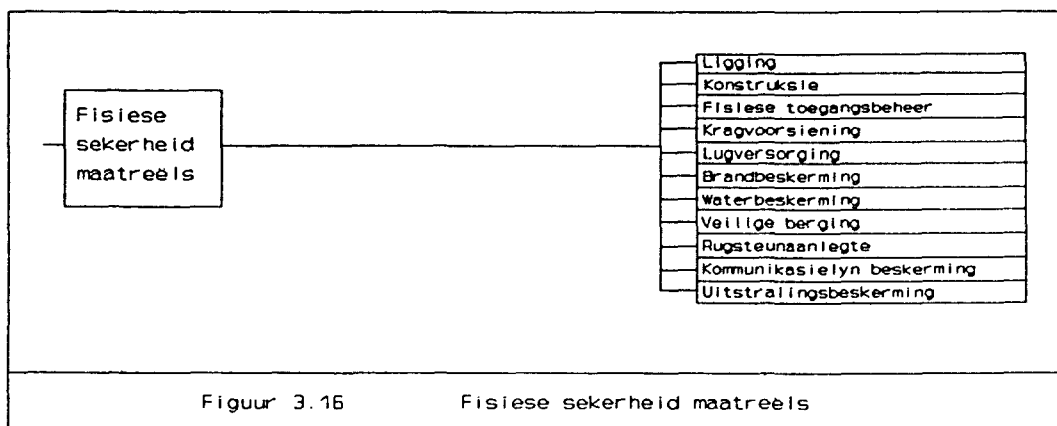 Fisiese
sekerheid
maatreëls
Ligging
Konstruksie
Fisiese toegangsbeheer
Kragvoorsiening
Lugversorging
Brandbeskerming
Waterbeskerming
Veilige berging
Rugsteunaanlegte
Kommunikasielyn beskerming
Uitstralingsbeskerming
Figuur 3.16 Fisiese sekerheid maatreëls